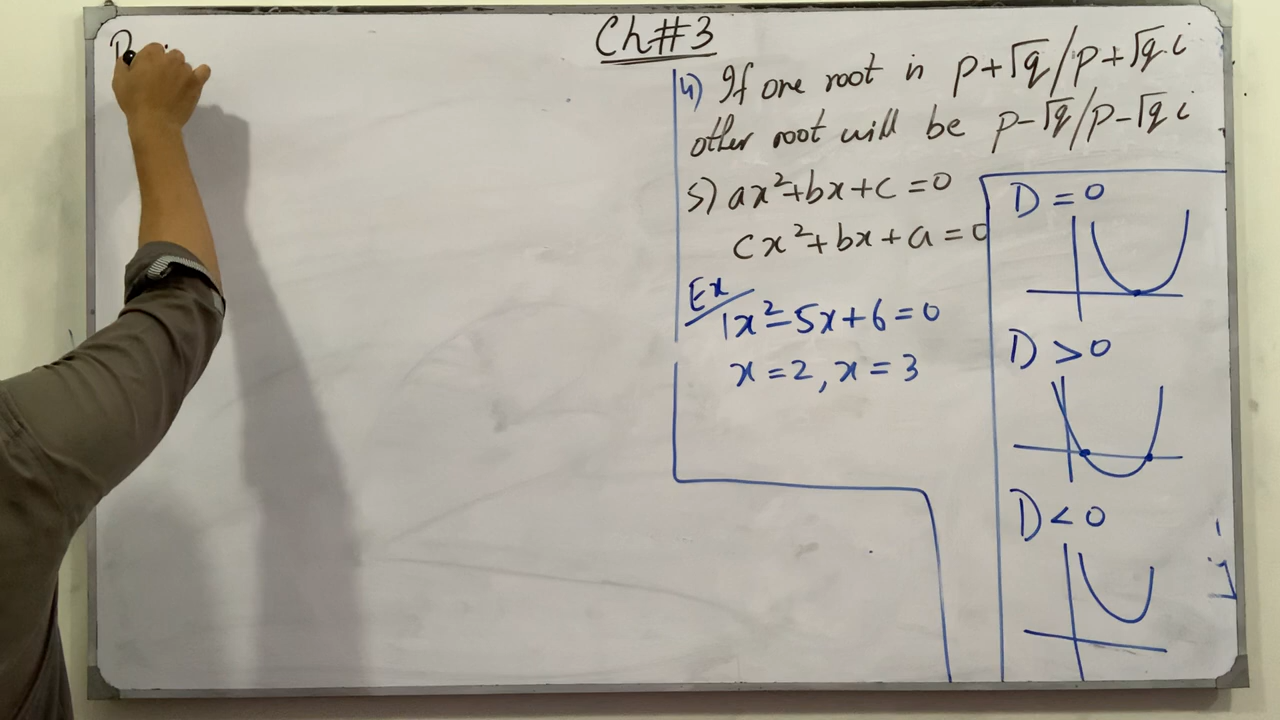 Ch#3
4) If one root is p+√q/p+√q i
other root will be p-√q/p-√q i
5) ax²+bx+c=0
cx²+bx+a=0
Ex
1x²-5x+6=0
x=2, x=3
D=0
D>0
D<0